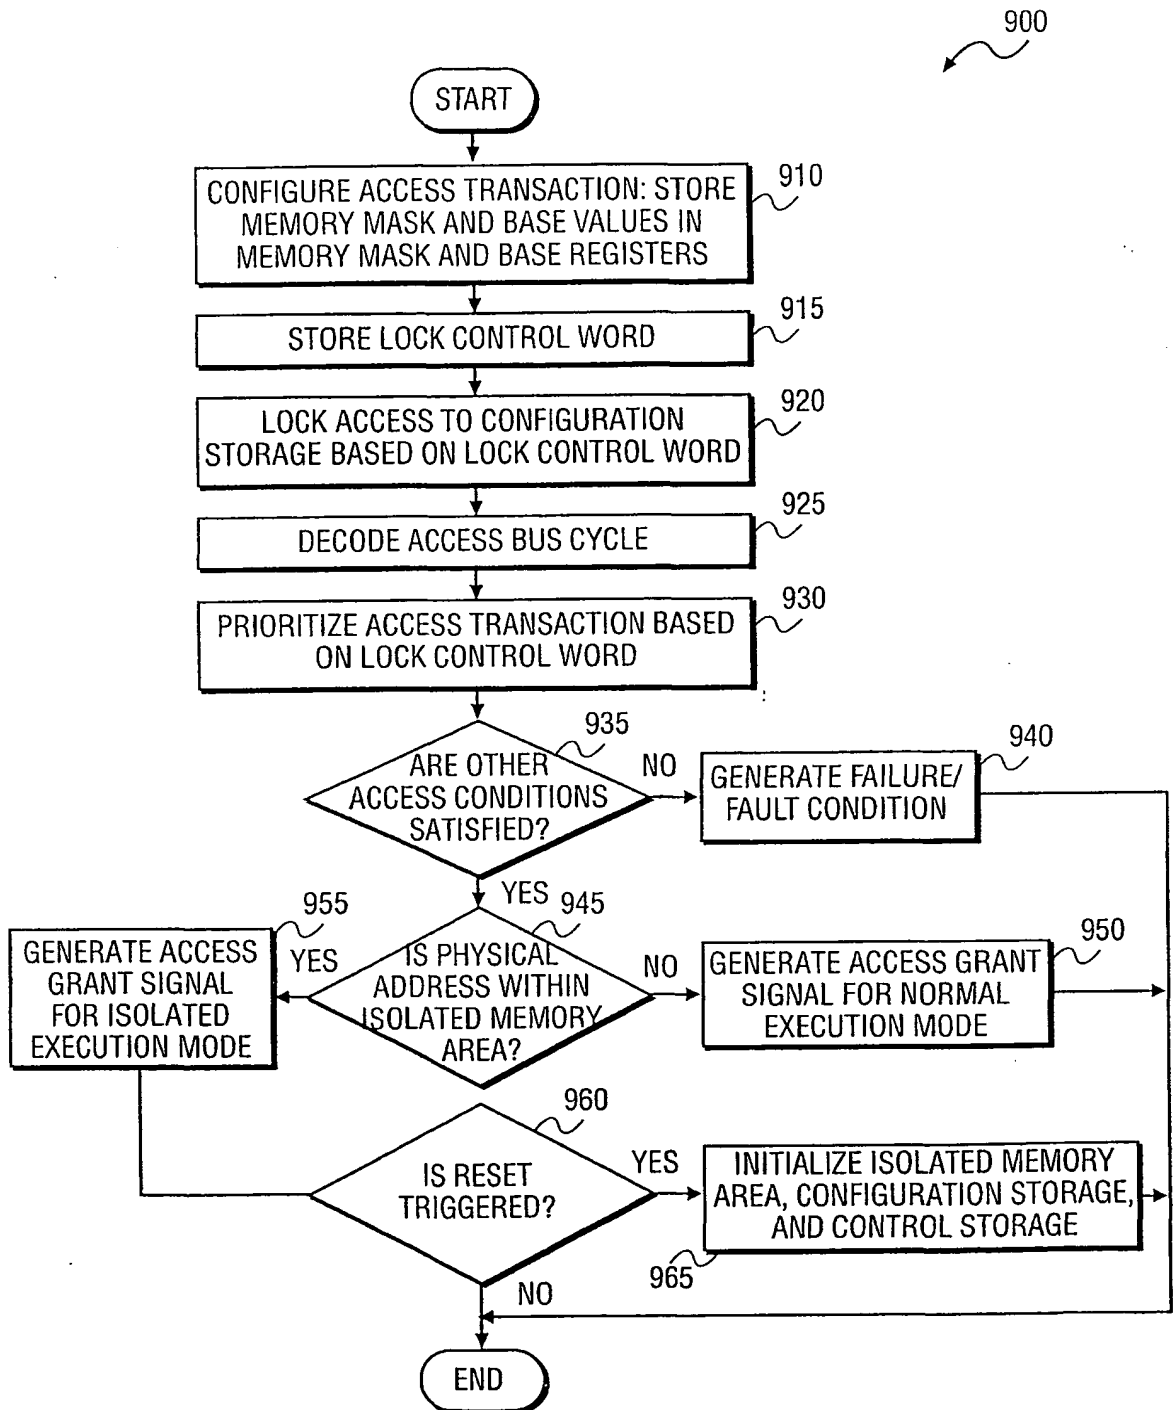 900
START
CONFIGURE ACCESS TRANSACTION: STORE
MEMORY MASK AND BASE VALUES IN
MEMORY MASK AND BASE REGISTERS
910
STORE LOCK CONTROL WORD
915
LOCK ACCESS TO CONFIGURATION
STORAGE BASED ON LOCK CONTROL WORD
920
DECODE ACCESS BUS CYCLE
925
PRIORITIZE ACCESS TRANSACTION BASED
ON LOCK CONTROL WORD
930
ARE OTHER
ACCESS CONDITIONS
SATISFIED?
935
NO
GENERATE FAILURE/
FAULT CONDITION
940
YES
IS PHYSICAL
ADDRESS WITHIN
ISOLATED MEMORY
AREA?
945
YES
GENERATE ACCESS
GRANT SIGNAL
FOR ISOLATED
EXECUTION MODE
955
NO
GENERATE ACCESS GRANT
SIGNAL FOR NORMAL
EXECUTION MODE
950
IS RESET
TRIGGERED?
960
YES
INITIALIZE ISOLATED MEMORY
AREA, CONFIGURATION STORAGE,
AND CONTROL STORAGE
965
NO
END